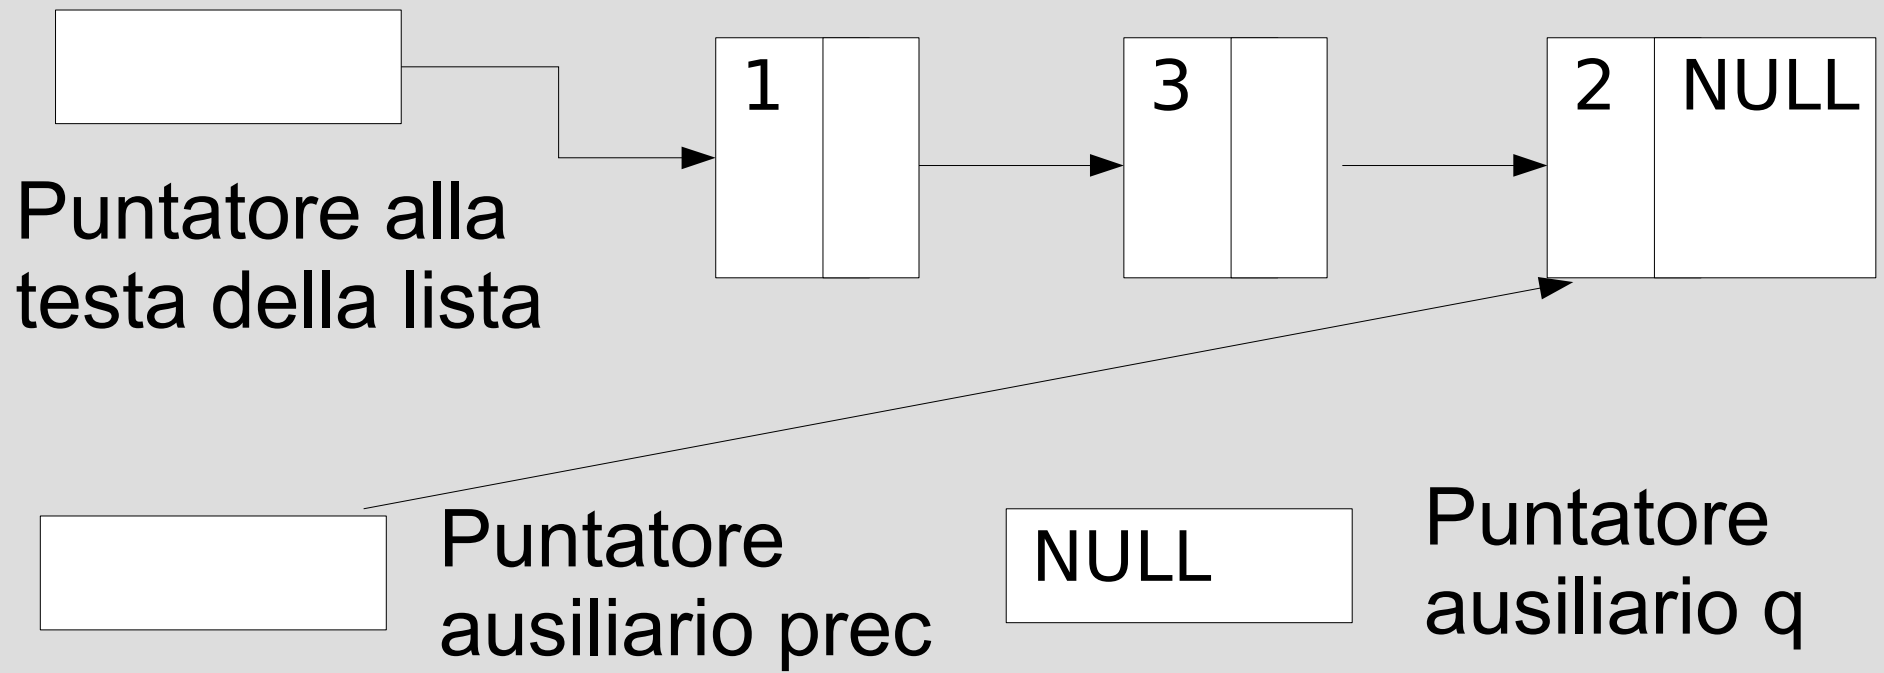 1
3
2 NULL
Puntatore alla
testa della lista
Puntatore
ausiliario prec
NULL
Puntatore
ausiliario q